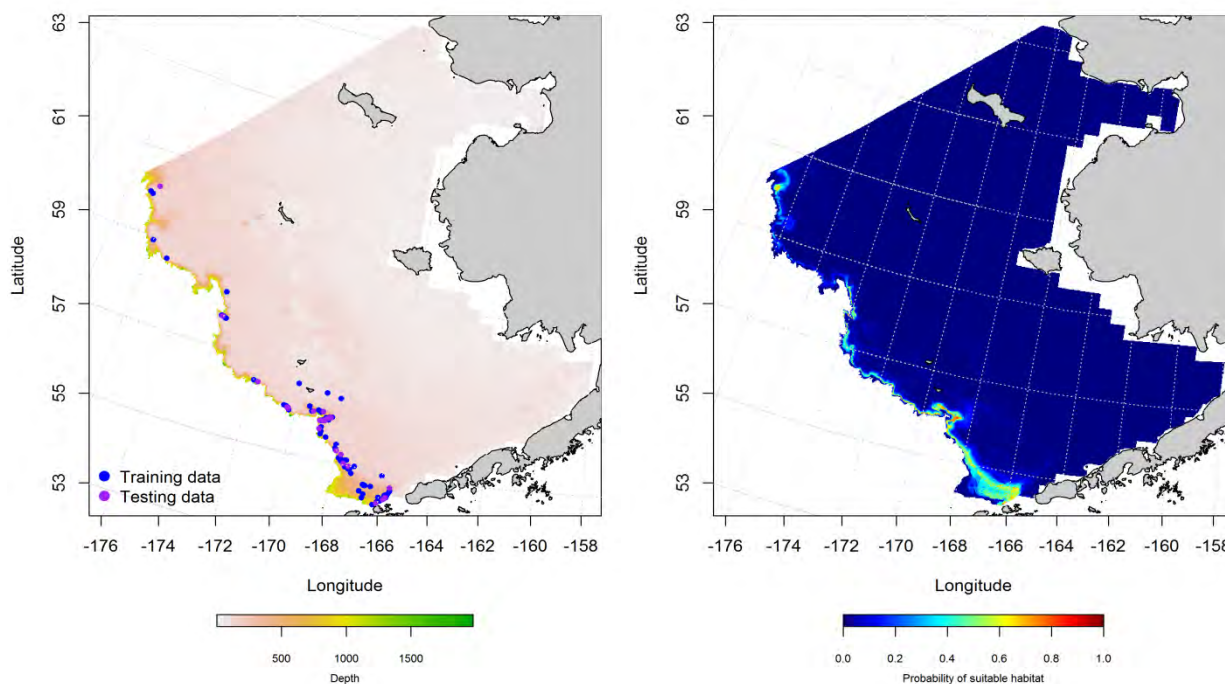 63
61
59
57
55
53
Latitude
Training data
Testing data
-176 -174 -172 -170 -168 -166 -164 -162 -160 -158
Longitude
500 1000 1500
Depth
63
61
59
57
55
53
Latitude
-176 -174 -172 -170 -168 -166 -164 -162 -160 -158
Longitude
0.0 0.2 0.4 0.6 0.8 1.0
Probability of suitable habitat